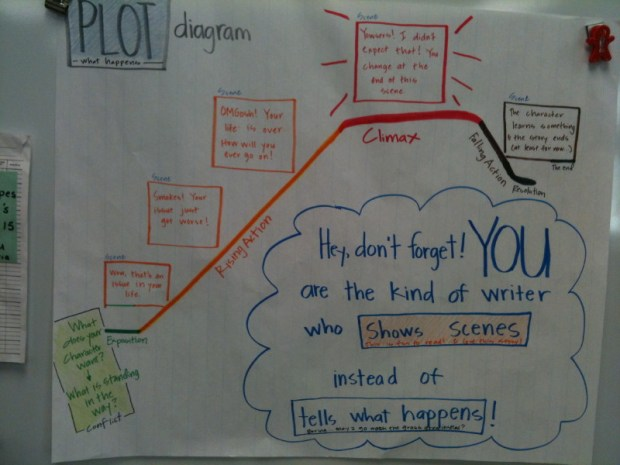 PLOT diagram
what happens
Scene
Yowsers! I didn't
expect that! You
change at the
end of this
scene.
Scene
OMGosh! Your
life is over
How will you
ever go on!
Scene
The character
learns something
& the story ends
(at least for now.)
The end
Climax
Falling Action
Resolution
Scene
Your
issue just
got worse!
Rising Action
Scene
Wow, that's an
issue in your
life.
Exposition
What
does your
character
want?
What is standing
in the
way?
conflict
Hey, don't forget! YOU
are the kind of writer
who shows scenes
instead of
tells what happens!